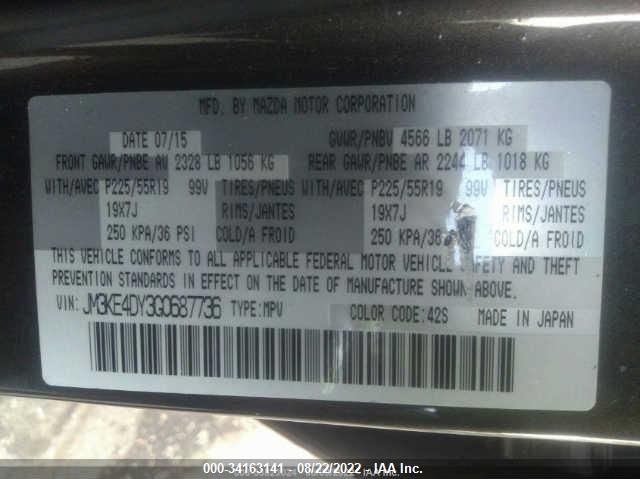 MFD. BY MAZDA MOTOR CORPORATION
DATE 07/15 GVWR/PNBV 4566 LB 2071 KG
FRONT GAWR/PNBE AV 2328 LB 1056 KG REAR GAWR/PNBE AR 2244 LB 1018 KG
WITH/AVEC P225/55R19 99V TIRES/PNEUS WITH/AVEC P225/55R19 99V TIRES/PNEUS
19X7J RIMS/JANTES 19X7J RIMS/JANTES
250 KPA/36 PSI COLD/A FROID 250 KPA/36 COLD/A FROID
THIS VEHICLE CONFORMS TO ALL APPLICABLE FEDERAL MOTOR VEHICLE SAFETY AND THEFT
PREVENTION STANDARDS IN EFFECT ON THE DATE OF MANUFACTURE SHOWN ABOVE.
VIN: JM3KE4DY3G0687736 TYPE:MPV COLOR CODE:42S MADE IN JAPAN
000-34163141 - 08/22/2022 - IAA Inc.